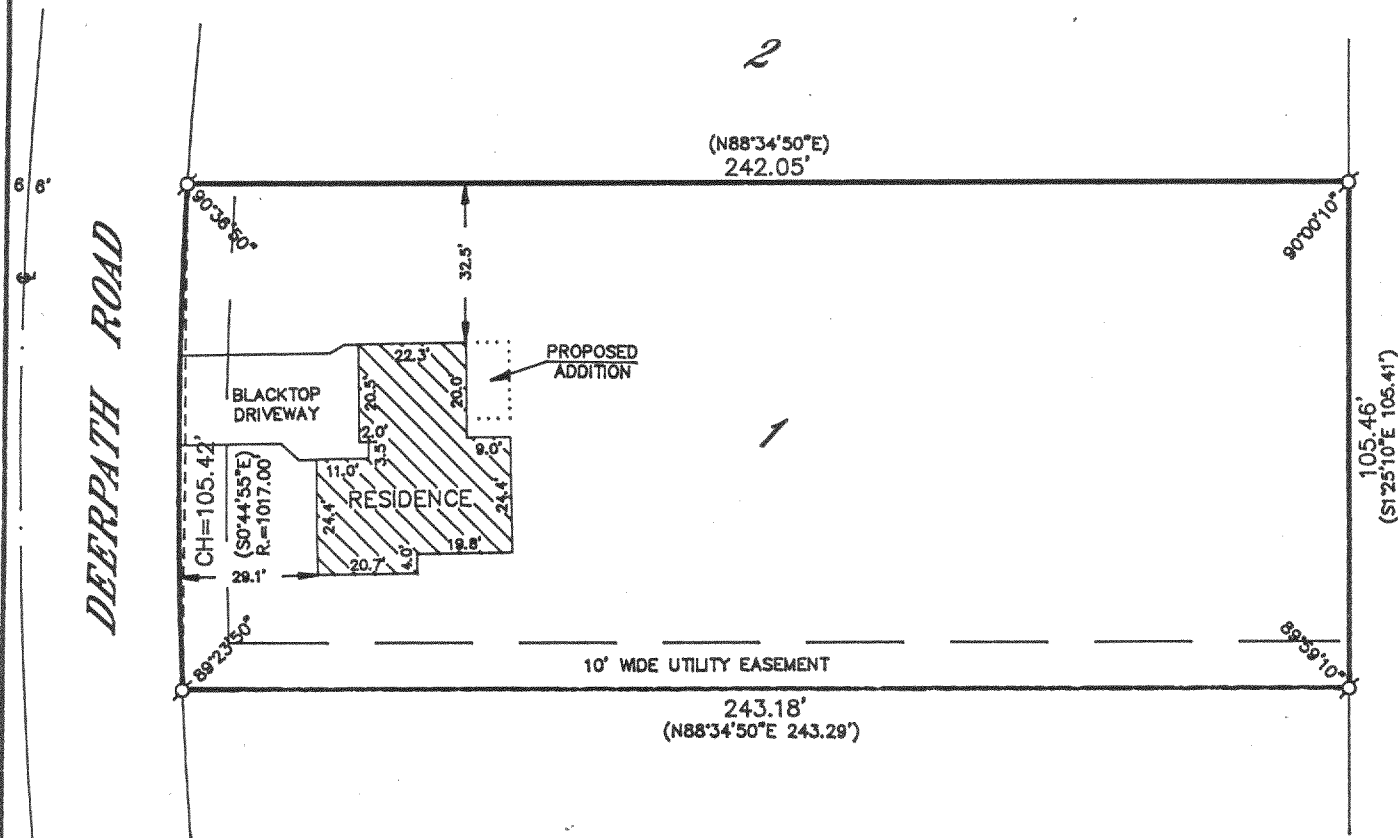 2
(N88°34'50"E)
242.05'
66'
90°36'50"
90°00'10"
DEERPATH ROAD
32.5'
22.3'
PROPOSED
ADDITION
20.5'
20.0'
BLACKTOP
DRIVEWAY
1
2.0'
3.5'
9.0'
11.0'
RESIDENCE
24.4'
24.4'
19.8'
4.0'
20.7'
CH=105.42'
(S0°44'55"E)
R.=1017.00'
29.1'
105.46'
(S1°25'10"E 105.41')
89°23'50"
89°59'10"
10' WIDE UTILITY EASEMENT
243.18'
(N88°34'50"E 243.29')